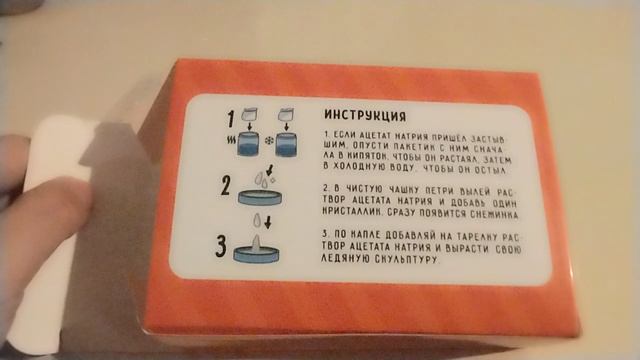 ИНСТРУКЦИЯ
1
1. ЕСЛИ АЦЕТАТ НАТРИЯ ПРИШЁЛ ЗАСТЫВ-
ШИМ, ОПУСТИ ПАКЕТИК С НИМ СНАЧА-
ЛА В КИПЯТОК, ЧТОБЫ ОН РАСТАЯЛ, ЗАТЕМ
В ХОЛОДНУЮ ВОДУ, ЧТОБЫ ОН ОСТЫЛ.
2
2. В ЧИСТУЮ ЧАШКУ ПЕТРИ ВЫЛЕЙ РАС-
ТВОР АЦЕТАТА НАТРИЯ И ДОБАВЬ ОДИН
КРИСТАЛЛИК. СРАЗУ ПОЯВИТСЯ СНЕЖИНКА.
3
3. ПО КАПЛЕ ДОБАВЛЯЙ НА ТАРЕЛКУ РАС-
ТВОР АЦЕТАТА НАТРИЯ И ВЫРАСТИ СВОЮ
ЛЕДЯНУЮ СКУЛЬПТУРУ.